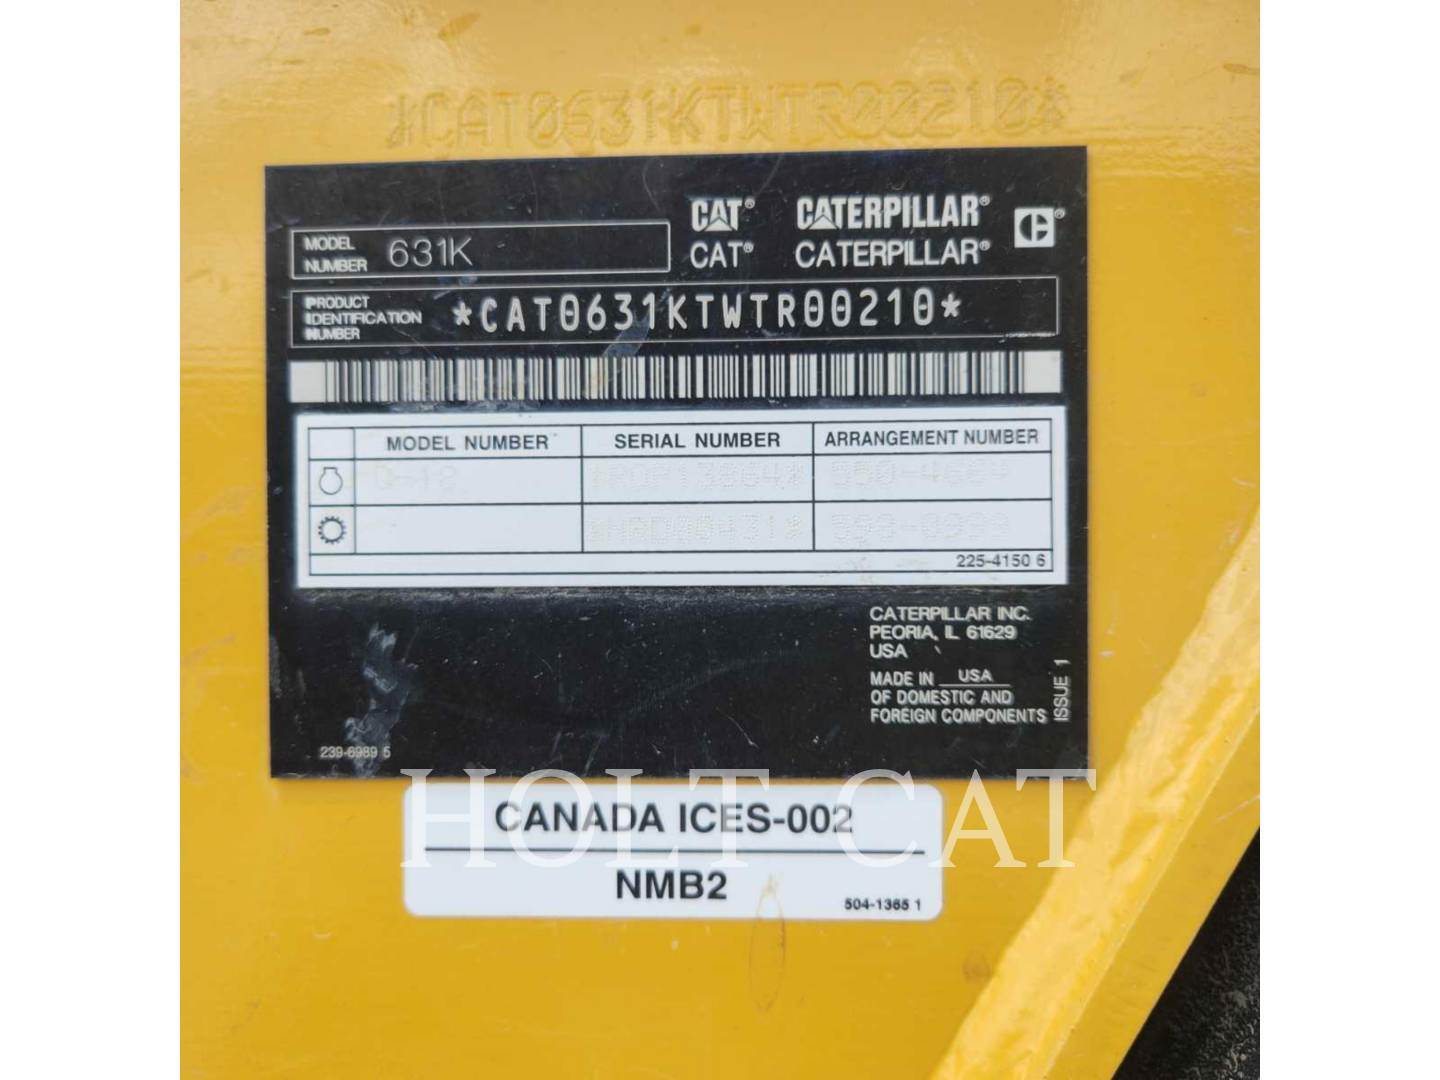 *CAT0631KTWTR00210*
CAT® CATERPILLAR®
CAT® CATERPILLAR®
MODEL NUMBER 631K
PRODUCT IDENTIFICATION NUMBER *CAT0631KTWTR00210*
MODEL NUMBER SERIAL NUMBER ARRANGEMENT NUMBER
225-4150 6
CATERPILLAR INC.
PEORIA, IL 61629
USA
MADE IN USA
OF DOMESTIC AND
FOREIGN COMPONENTS
ISSUE 1
239-6989 5
HOLT CAT
CANADA ICES-002
NMB2
504-1365 1